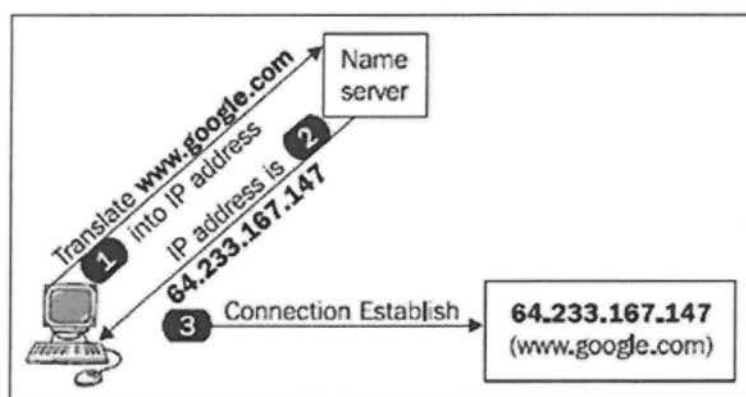 Name
server
Translate www.google.com
1 into IP address
2
IP address is
64.233.167.147
3 Connection Establish
64.233.167.147
(www.google.com)